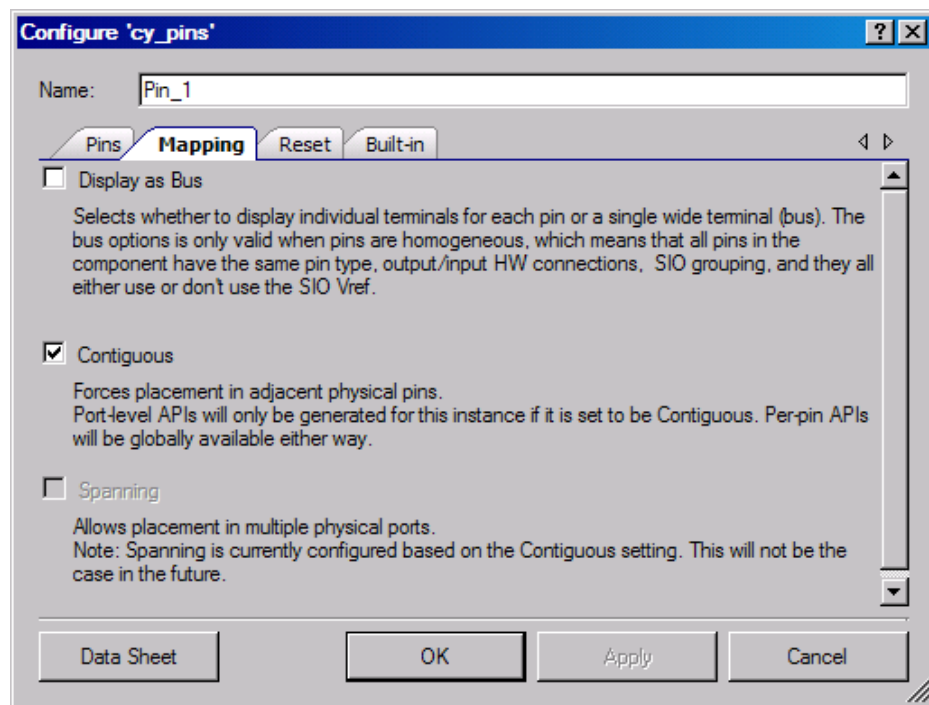 Configure 'cy_pins'
Name: Pin_1
Pins Mapping Reset Built-in
Display as Bus
Selects whether to display individual terminals for each pin or a single wide terminal (bus). The
bus options is only valid when pins are homogeneous, which means that all pins in the
component have the same pin type, output/input HW connections, SIO grouping, and they all
either use or don't use the SIO Vref.
Contiguous
Forces placement in adjacent physical pins.
Port-level APIs will only be generated for this instance if it is set to be Contiguous. Per-pin APIs
will be globally available either way.
Spanning
Allows placement in multiple physical ports.
Note: Spanning is currently configured based on the Contiguous setting. This will not be the
case in the future.
Data Sheet OK Apply Cancel